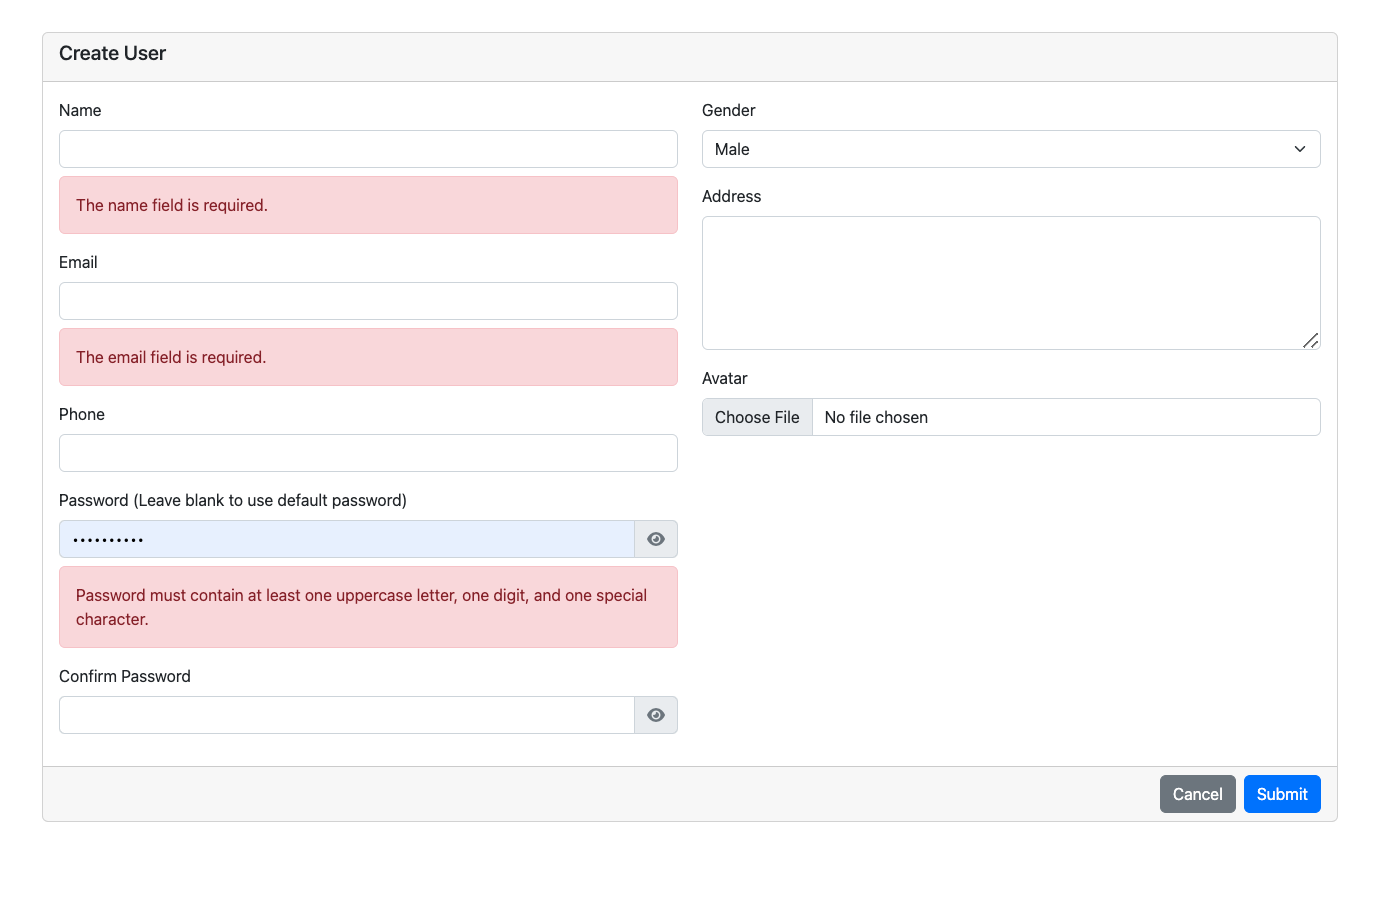 Create User
Name
The name field is required.
Email
The email field is required.
Phone
Password (Leave blank to use default password)
••••••••••
Password must contain at least one uppercase letter, one digit, and one special
character.
Confirm Password
Gender
Male
Address
Avatar
Choose File No file chosen
Cancel Submit